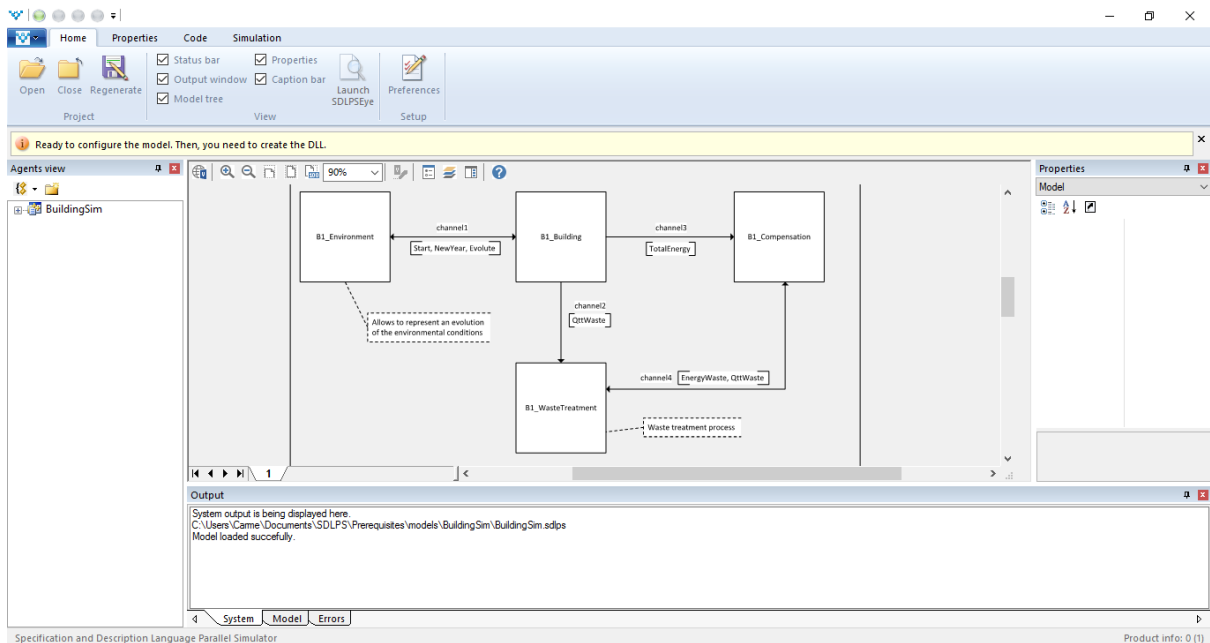 Home Properties Code Simulation
Status bar Properties
Output window Caption bar
Model tree
Open Close Regenerate
Launch
SDLPSEye
Preferences
Project View Setup
Ready to configure the model. Then, you need to create the DLL.
Agents view
BuildingSim
90%
B1_Environment
channel1
Start, NewYear, Evolute
B1_Building
channel3
TotalEnergy
B1_Compensation
Allows to represent an evolution
of the environmental conditions
channel2
QttWaste
channel4 EnergyWaste, QttWaste
B1_WasteTreatment
Waste treatment process
1
Properties
Model
Output
System output is being displayed here.
C:\Users\Carme\Documents\SDLPS\Prerequisites\models\BuildingSim\BuildingSim.sdlps
Model loaded succefully.
System Model Errors
Specification and Description Language Parallel Simulator
Product info: 0 (1)